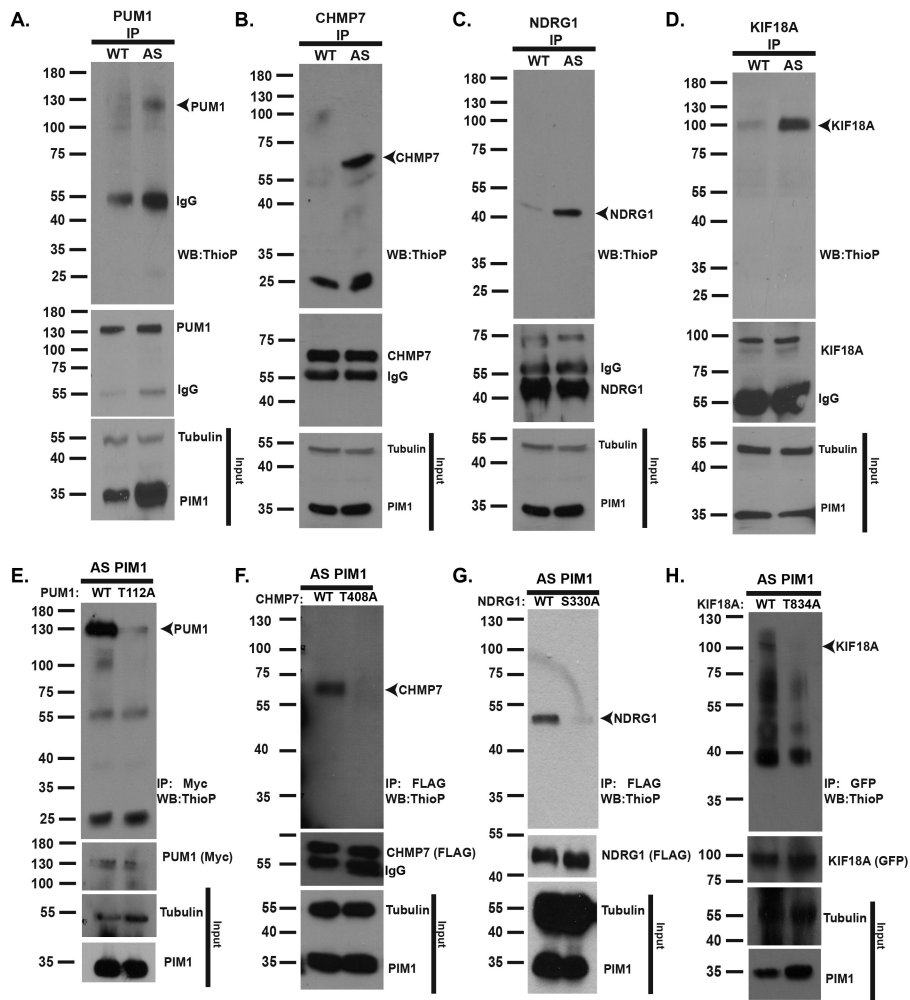 A.
PUM1
IP
WT AS
180
130
100
75
55
40
35
25
PUM1
IgG
WB:ThioP
180
130
100
75
55
PUM1
IgG
55
40
35
Tubulin
PIM1
Input
B.
CHMP7
IP
WT AS
180
130
100
75
55
40
35
25
CHMP7
WB:ThioP
75
55
40
CHMP7
IgG
55
40
35
Tubulin
PIM1
Input
C.
NDRG1
IP
WT AS
180
130
100
75
55
40
35
25
NDRG1
WB:ThioP
75
55
40
IgG
NDRG1
55
40
35
Tubulin
PIM1
Input
D.
KIF18A
IP
WT AS
180
130
100
75
55
40
35
25
KIF18A
WB:ThioP
100
75
55
KIF18A
IgG
55
40
35
Tubulin
PIM1
Input
E.
AS PIM1
PUM1: WT T112A
180
130
100
75
55
40
35
25
PUM1
IP: Myc
WB:ThioP
180
130
100
PUM1 (Myc)
55
Tubulin
35
PIM1
Input
F.
AS PIM1
CHMP7: WT T408A
130
100
75
55
40
35
CHMP7
IP: FLAG
WB:ThioP
75
55
CHMP7 (FLAG)
IgG
55
40
35
Tubulin
PIM1
Input
G.
AS PIM1
NDRG1: WT S330A
130
100
75
55
40
35
NDRG1
IP: FLAG
WB:ThioP
55
40
NDRG1 (FLAG)
55
40
35
Tubulin
PIM1
Input
H.
AS PIM1
KIF18A: WT T834A
130
100
75
55
40
35
KIF18A
IP: GFP
WB:ThioP
100
75
KIF18A (GFP)
55
40
Tubulin
35
PIM1
Input